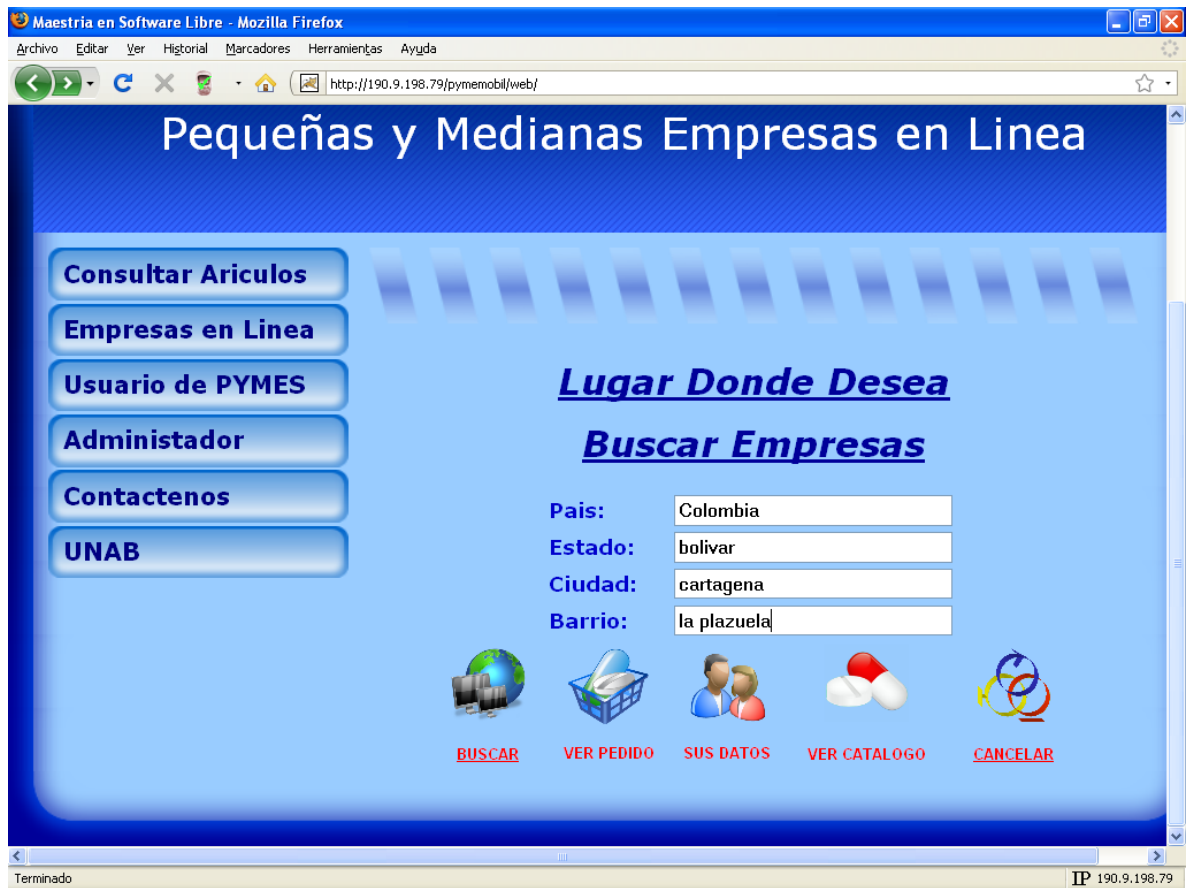 Maestria en Software Libre - Mozilla Firefox
Archivo Editar Ver Historial Marcadores Herramientas Ayuda
http://190.9.198.79/pymemobil/web/
Pequeñas y Medianas Empresas en Linea
Consultar Ariculos
Empresas en Linea
Usuario de PYMES
Administador
Contactenos
UNAB
Lugar Donde Desea
Buscar Empresas
Pais: Colombia
Estado: bolivar
Ciudad: cartagena
Barrio: la plazuela
BUSCAR VER PEDIDO SUS DATOS VER CATALOGO CANCELAR
Terminado IP 190.9.198.79